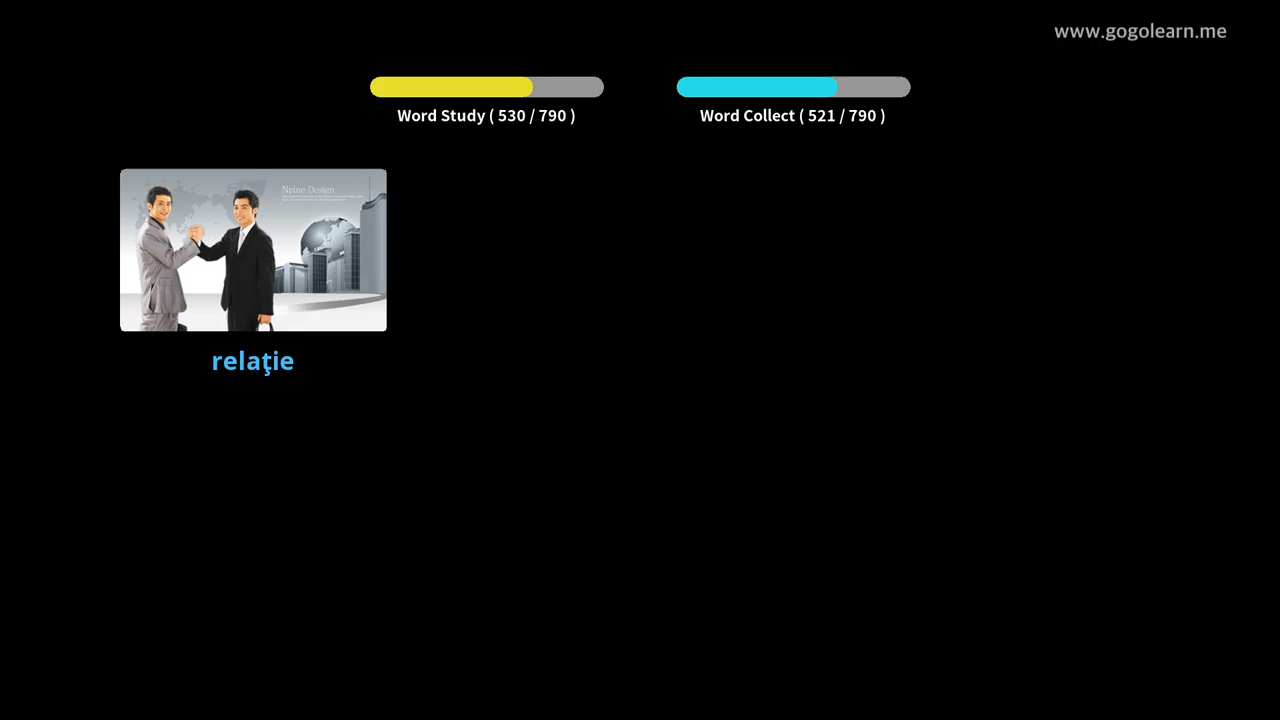 www.gogolearn.me
Word Study ( 530 / 790 )
Word Collect ( 521 / 790 )
Npine Design
relaţie